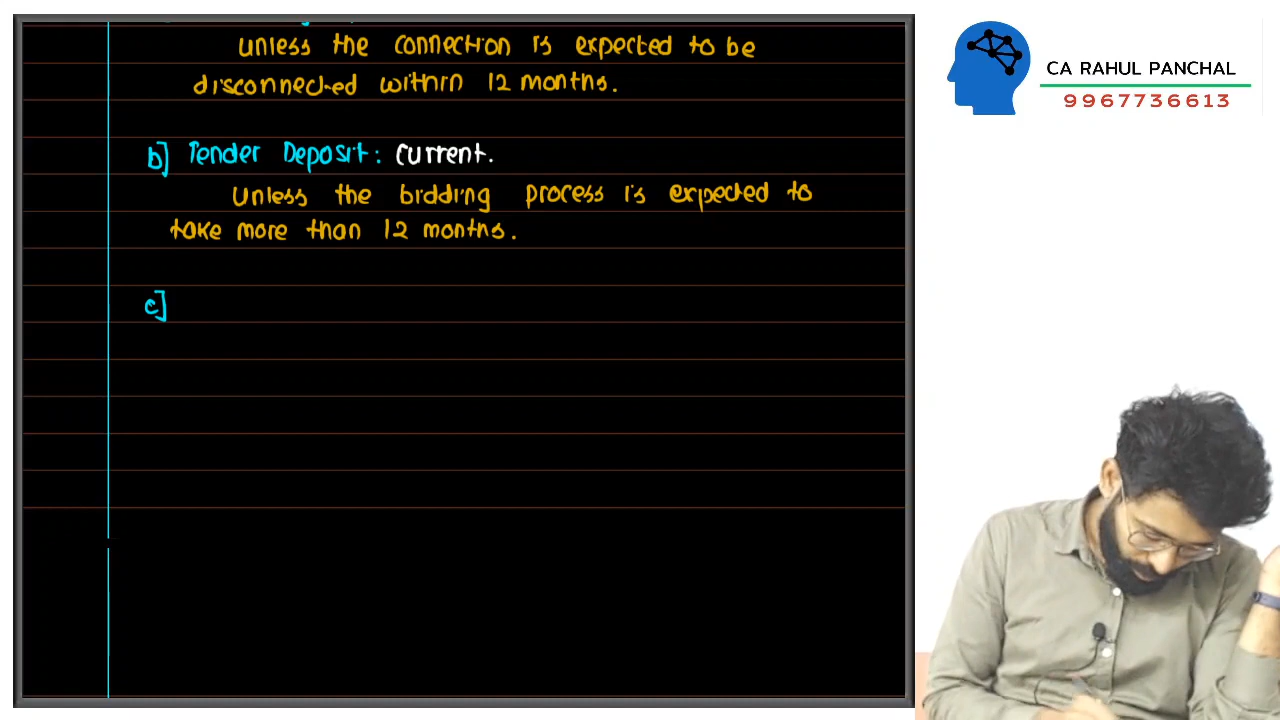 unless the connection is expected to be
disconnected within 12 months.
b] Tender Deposit: Current.
Unless the bidding process is expected to
take more than 12 months.
c]
CA RAHUL PANCHAL
9967736613